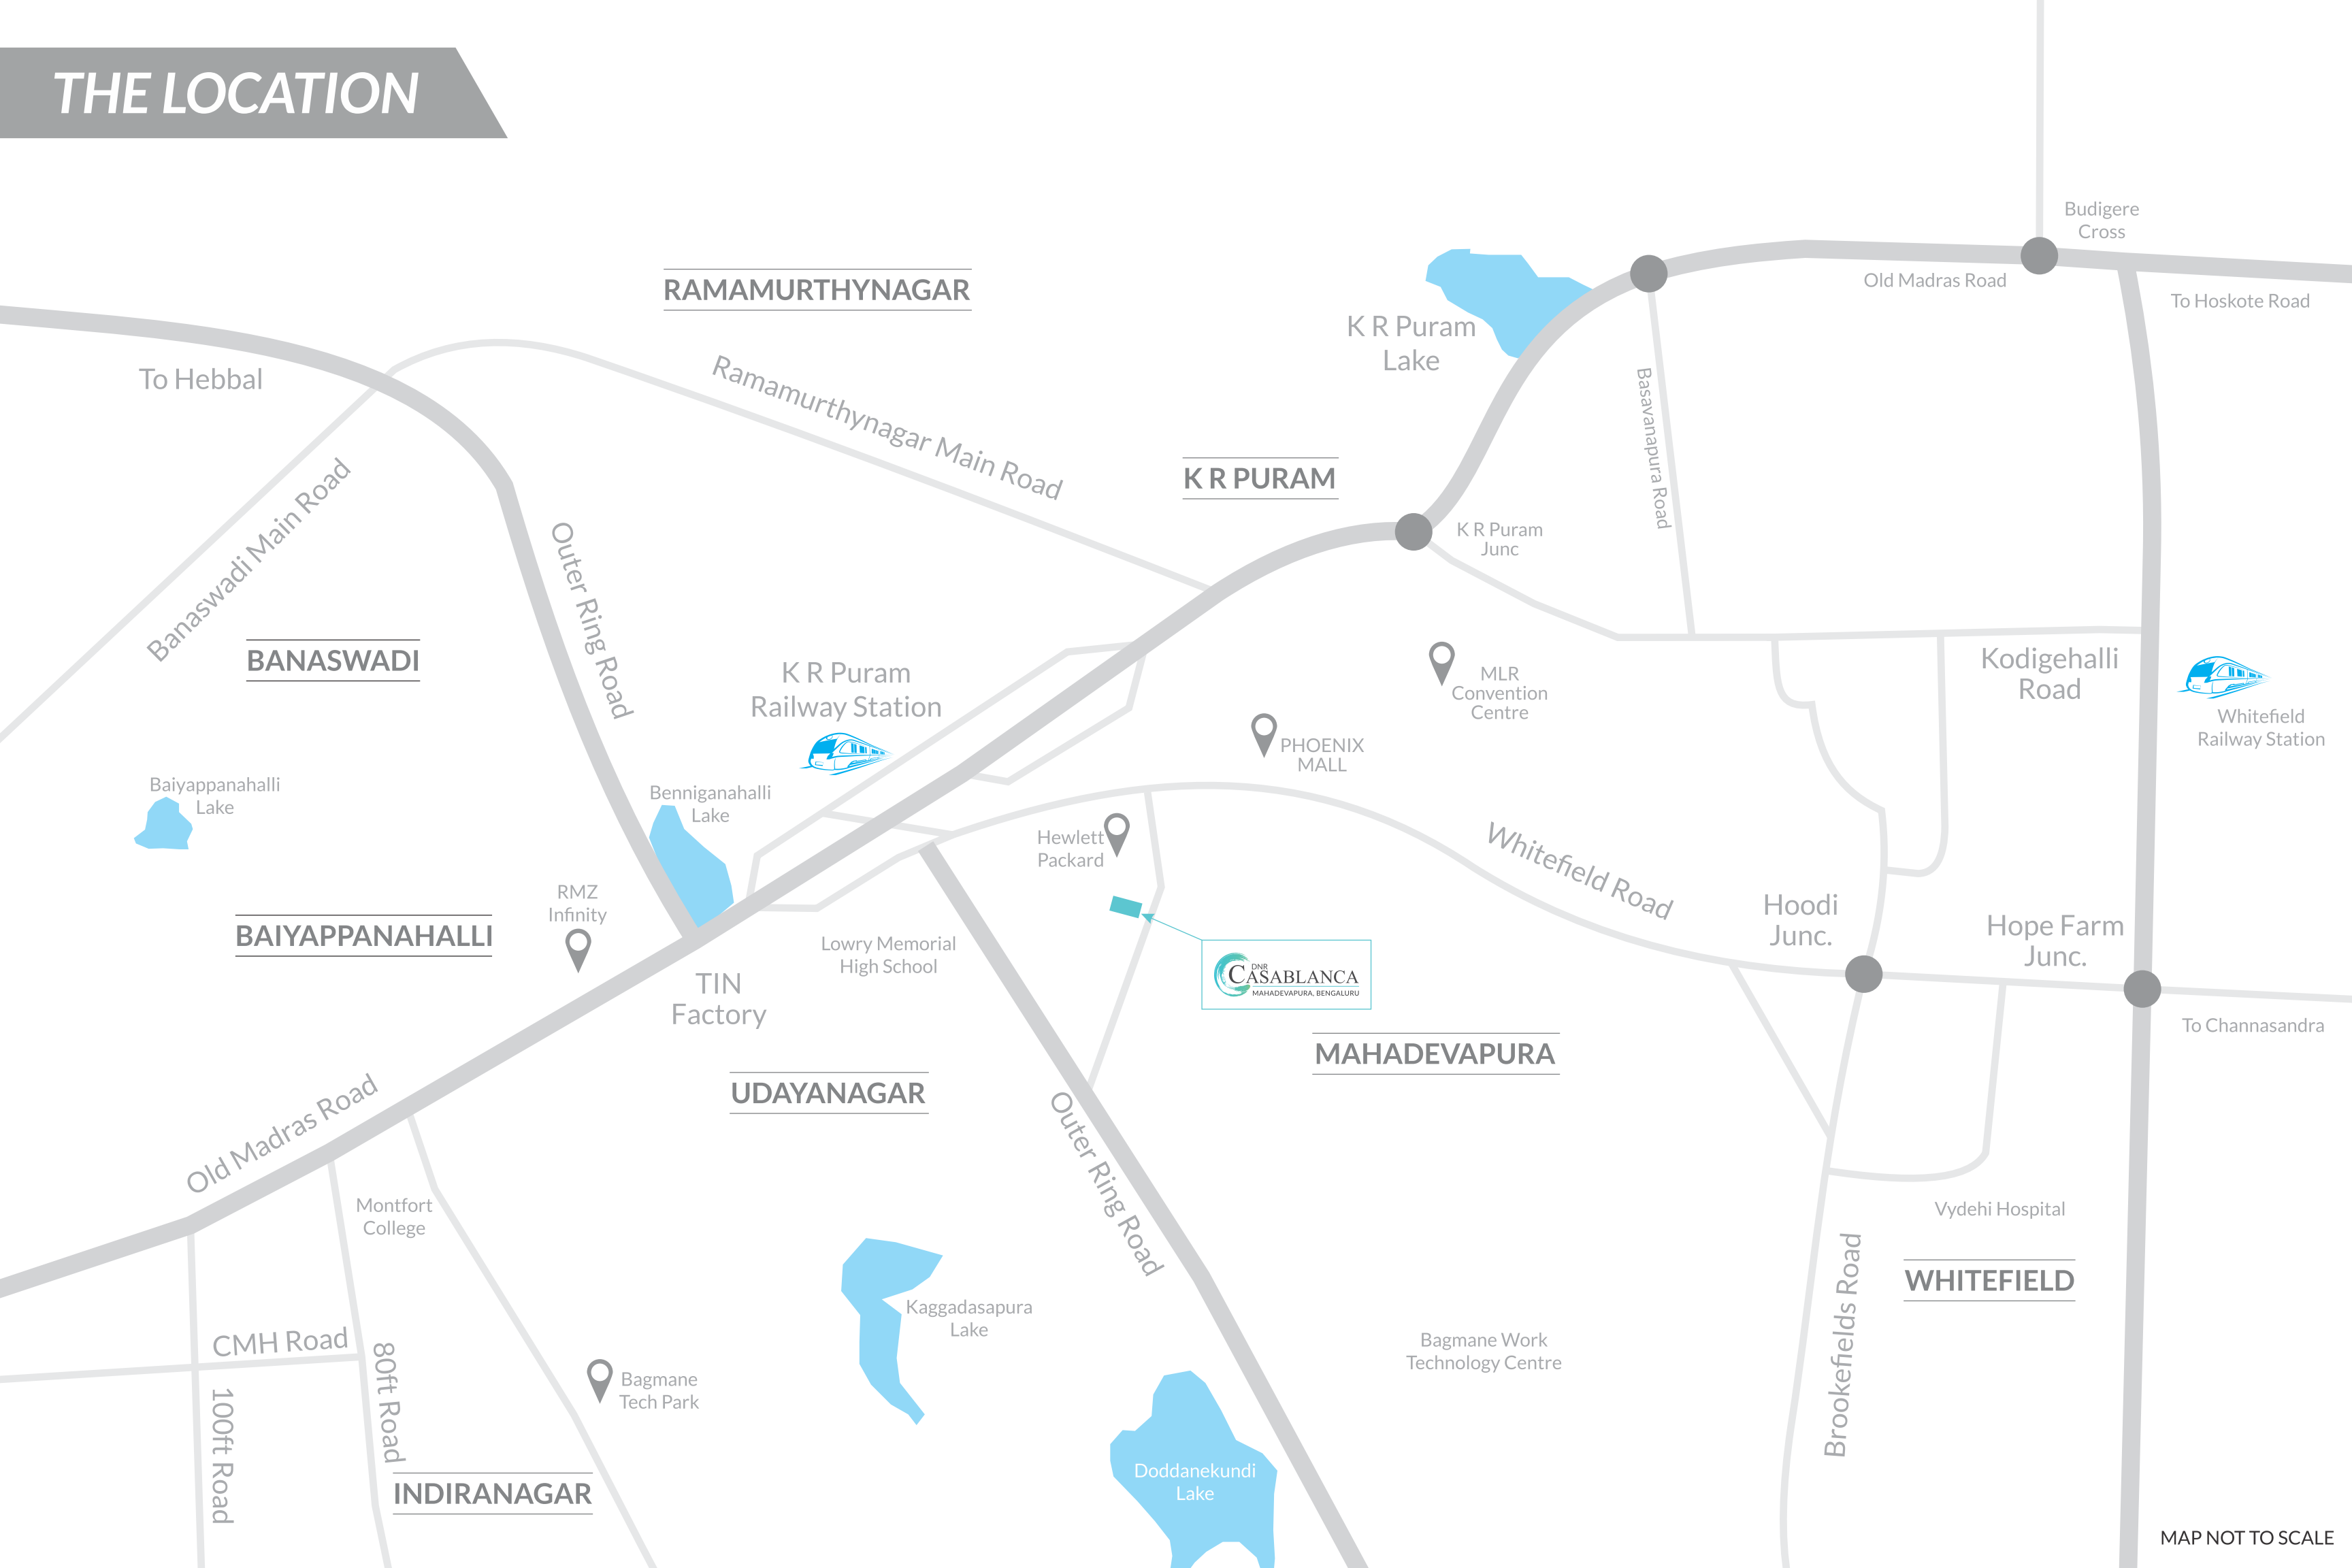 THE LOCATION
Budigere
Cross
Old Madras Road
To Hoskote Road
RAMAMURTHYNAGAR
K R Puram
Lake
To Hebbal
Ramamurthynagar Main Road
Basavanapura Road
K R PURAM
K R Puram
Junc
Banaswadi Main Road
Outer Ring Road
BANASWADI
K R Puram
Railway Station
MLR
Convention
Centre
Kodigehalli
Road
Whitefield
Railway Station
PHOENIX
MALL
Baiyappanahalli
Lake
Benniganahalli
Lake
Hewlett
Packard
Whitefield Road
RMZ
Infinity
Hoodi
Junc.
Hope Farm
Junc.
BAIYAPPANAHALLI
Lowry Memorial
High School
DNR
CASABLANCA
MAHADEVAPURA, BENGALURU
TIN
Factory
To Channasandra
MAHADEVAPURA
UDAYANAGAR
Old Madras Road
Outer Ring Road
Montfort
College
Vydehi Hospital
WHITEFIELD
Kaggadasapura
Lake
Brookefields Road
CMH Road
80ft Road
100ft Road
Bagmane
Tech Park
Bagmane Work
Technology Centre
Doddanekundi
Lake
INDIRANAGAR
MAP NOT TO SCALE